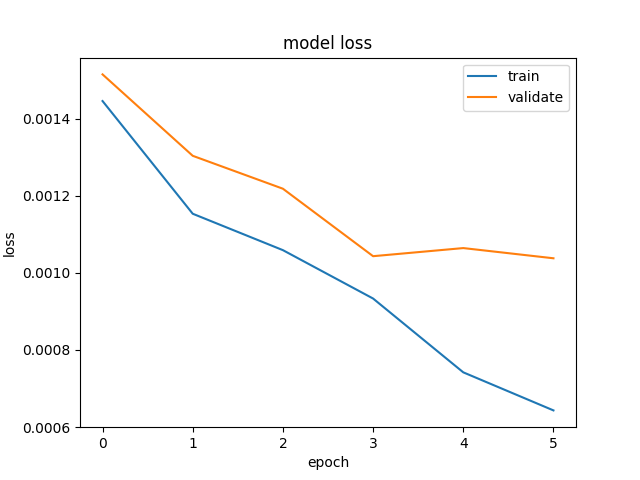 model loss
train
validate
0.0014
0.0012
0.0010
0.0008
0.0006
loss
0 1 2 3 4 5
epoch